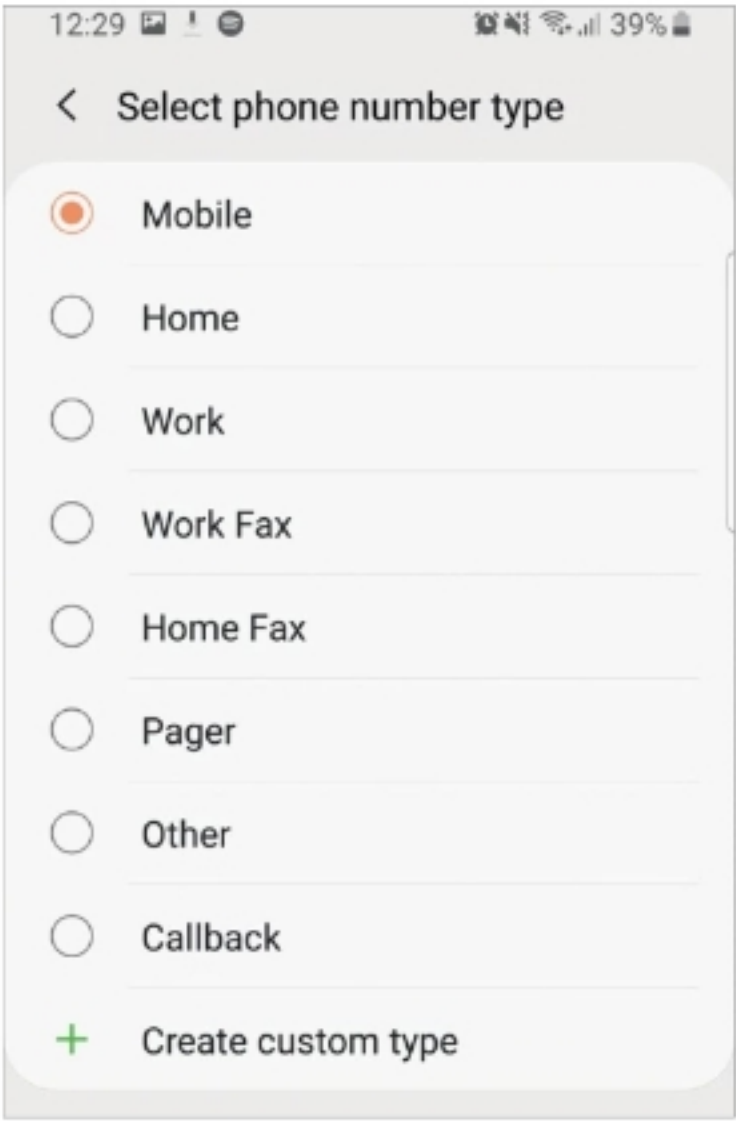 12:29 39%
Select phone number type
Mobile
Home
Work
Work Fax
Home Fax
Pager
Other
Callback
Create custom type